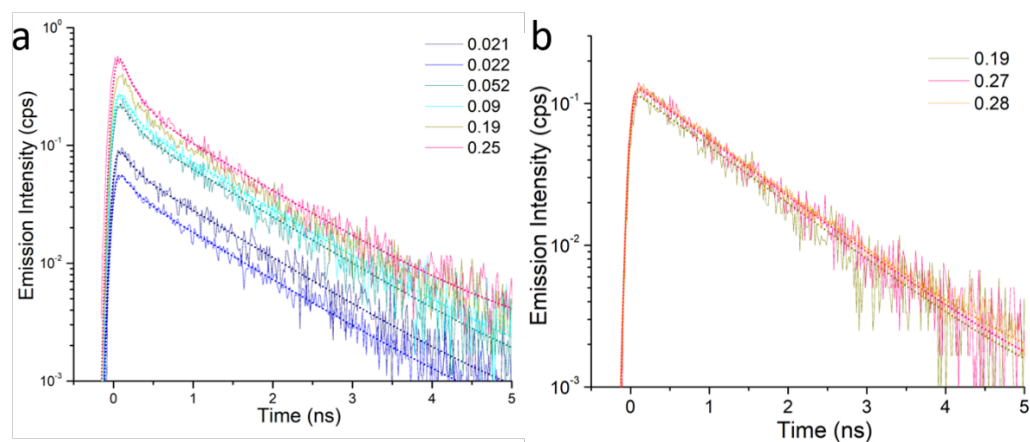 a
Emission Intensity (cps)
10⁰
10⁻¹
10⁻²
10⁻³
0 1 2 3 4 5
Time (ns)
0.021
0.022
0.052
0.09
0.19
0.25
b
Emission Intensity (cps)
10⁻¹
10⁻²
10⁻³
0 1 2 3 4 5
Time (ns)
0.19
0.27
0.28